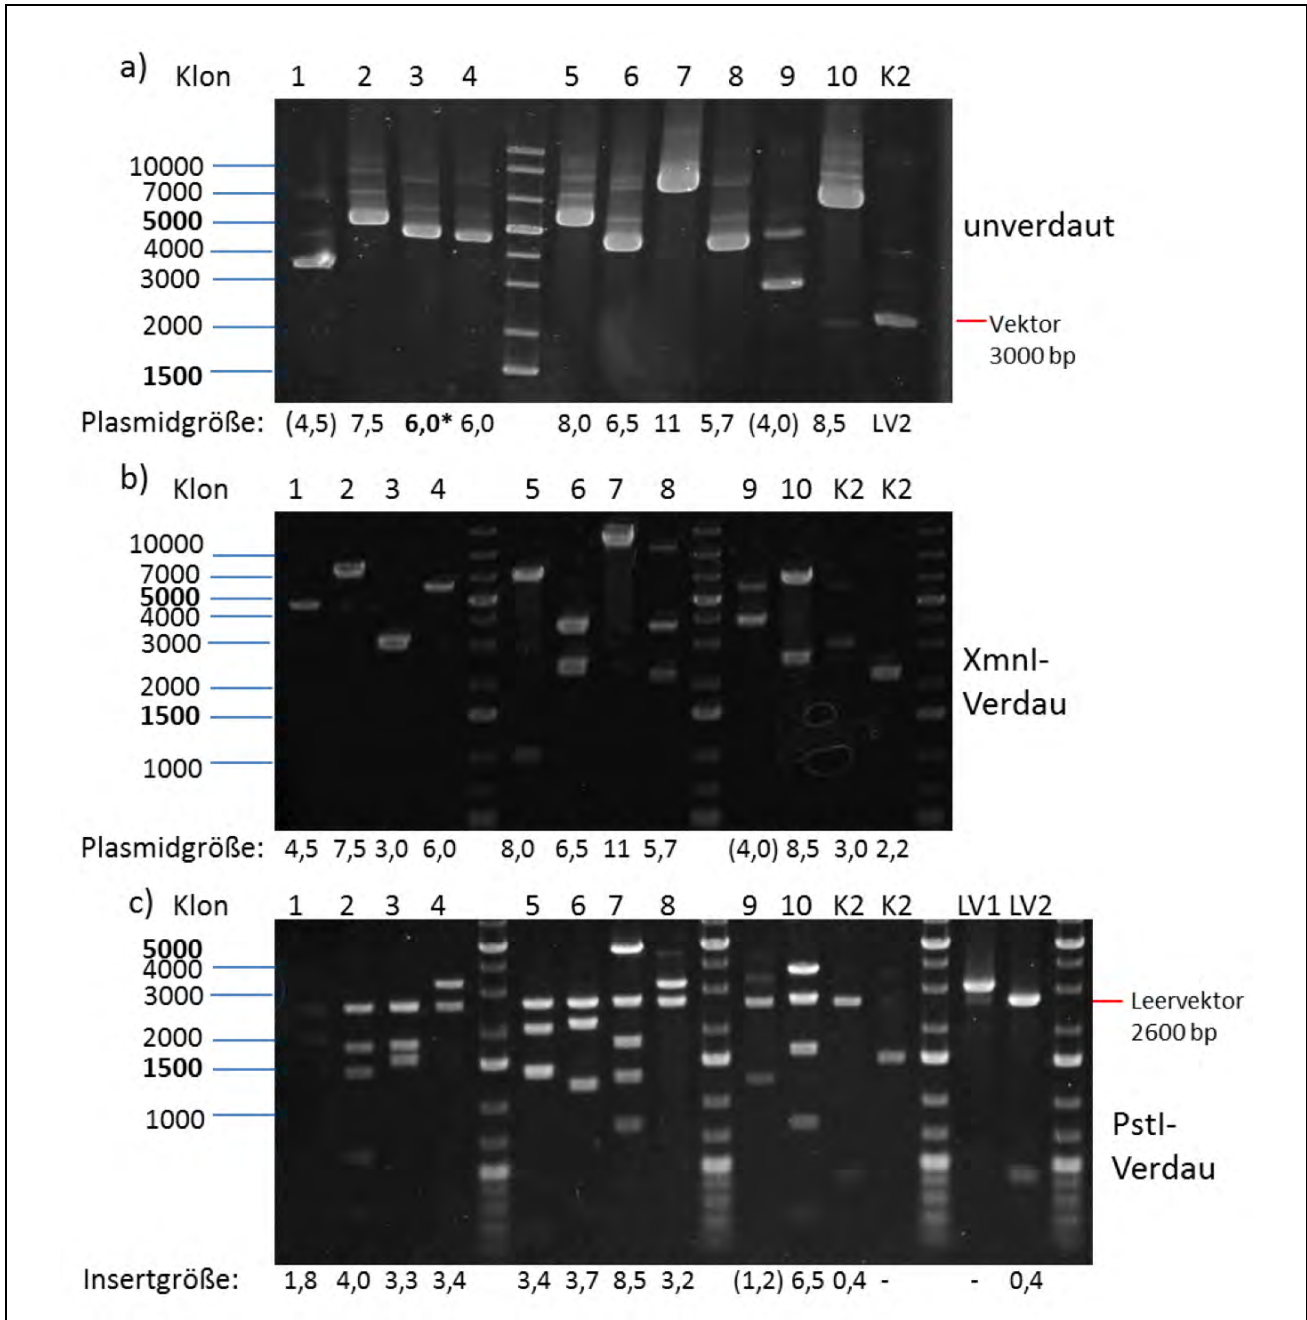 a) Klon 1 2 3 4 5 6 7 8 9 10 K2
10000
7000
5000
4000
3000
2000
1500
unverdaut
Vektor
3000 bp
Plasmidgröße: (4,5) 7,5 6,0* 6,0 8,0 6,5 11 5,7 (4,0) 8,5 LV2
b) Klon 1 2 3 4 5 6 7 8 9 10 K2 K2
10000
7000
5000
4000
3000
2000
1500
1000
XmnI-
Verdau
Plasmidgröße: 4,5 7,5 3,0 6,0 8,0 6,5 11 5,7 (4,0) 8,5 3,0 2,2
c) Klon 1 2 3 4 5 6 7 8 9 10 K2 K2 LV1 LV2
5000
4000
3000
2000
1500
1000
Leervektor
2600 bp
PstI-
Verdau
Insertgröße: 1,8 4,0 3,3 3,4 3,4 3,7 8,5 3,2 (1,2) 6,5 0,4 - - 0,4